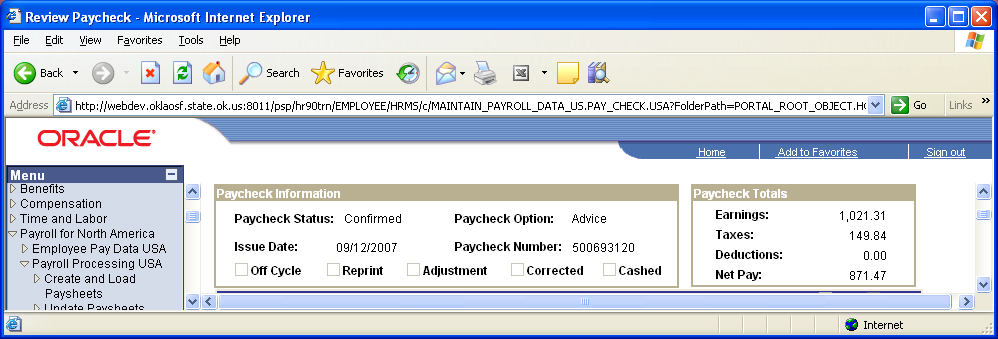 Review Paycheck - Microsoft Internet Explorer
File Edit View Favorites Tools Help
Back Search Favorites
Address http://webdev.oklaosf.state.ok.us:8011/psp/hr90trn/EMPLOYEE/HRMS/c/MAINTAIN_PAYROLL_DATA_US.PAY_CHECK.USA?FolderPath=PORTAL_ROOT_OBJECT.HC Go Links »
ORACLE®
Home Add to Favorites Sign out
Menu
Benefits
Compensation
Time and Labor
Payroll for North America
Employee Pay Data USA
Payroll Processing USA
Create and Load
Paysheets
Update Paysheets
Paycheck Information
Paycheck Status: Confirmed Paycheck Option: Advice
Issue Date: 09/12/2007 Paycheck Number: 500693120
Off Cycle Reprint Adjustment Corrected Cashed
Paycheck Totals
Earnings: 1,021.31
Taxes: 149.84
Deductions: 0.00
Net Pay: 871.47
Internet